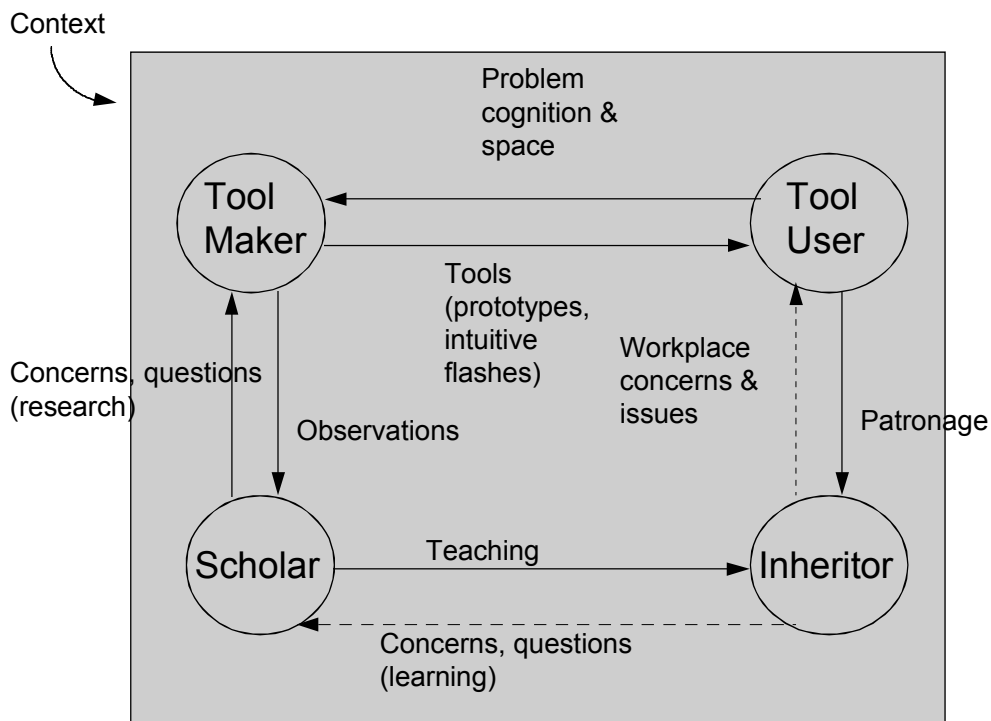 Context
Problem
cognition &
space
Tool
Maker
Tool
User
Tools
(prototypes,
intuitive
flashes)
Workplace
concerns &
issues
Concerns, questions
(research)
Observations
Patronage
Scholar
Teaching
Inheritor
Concerns, questions
(learning)